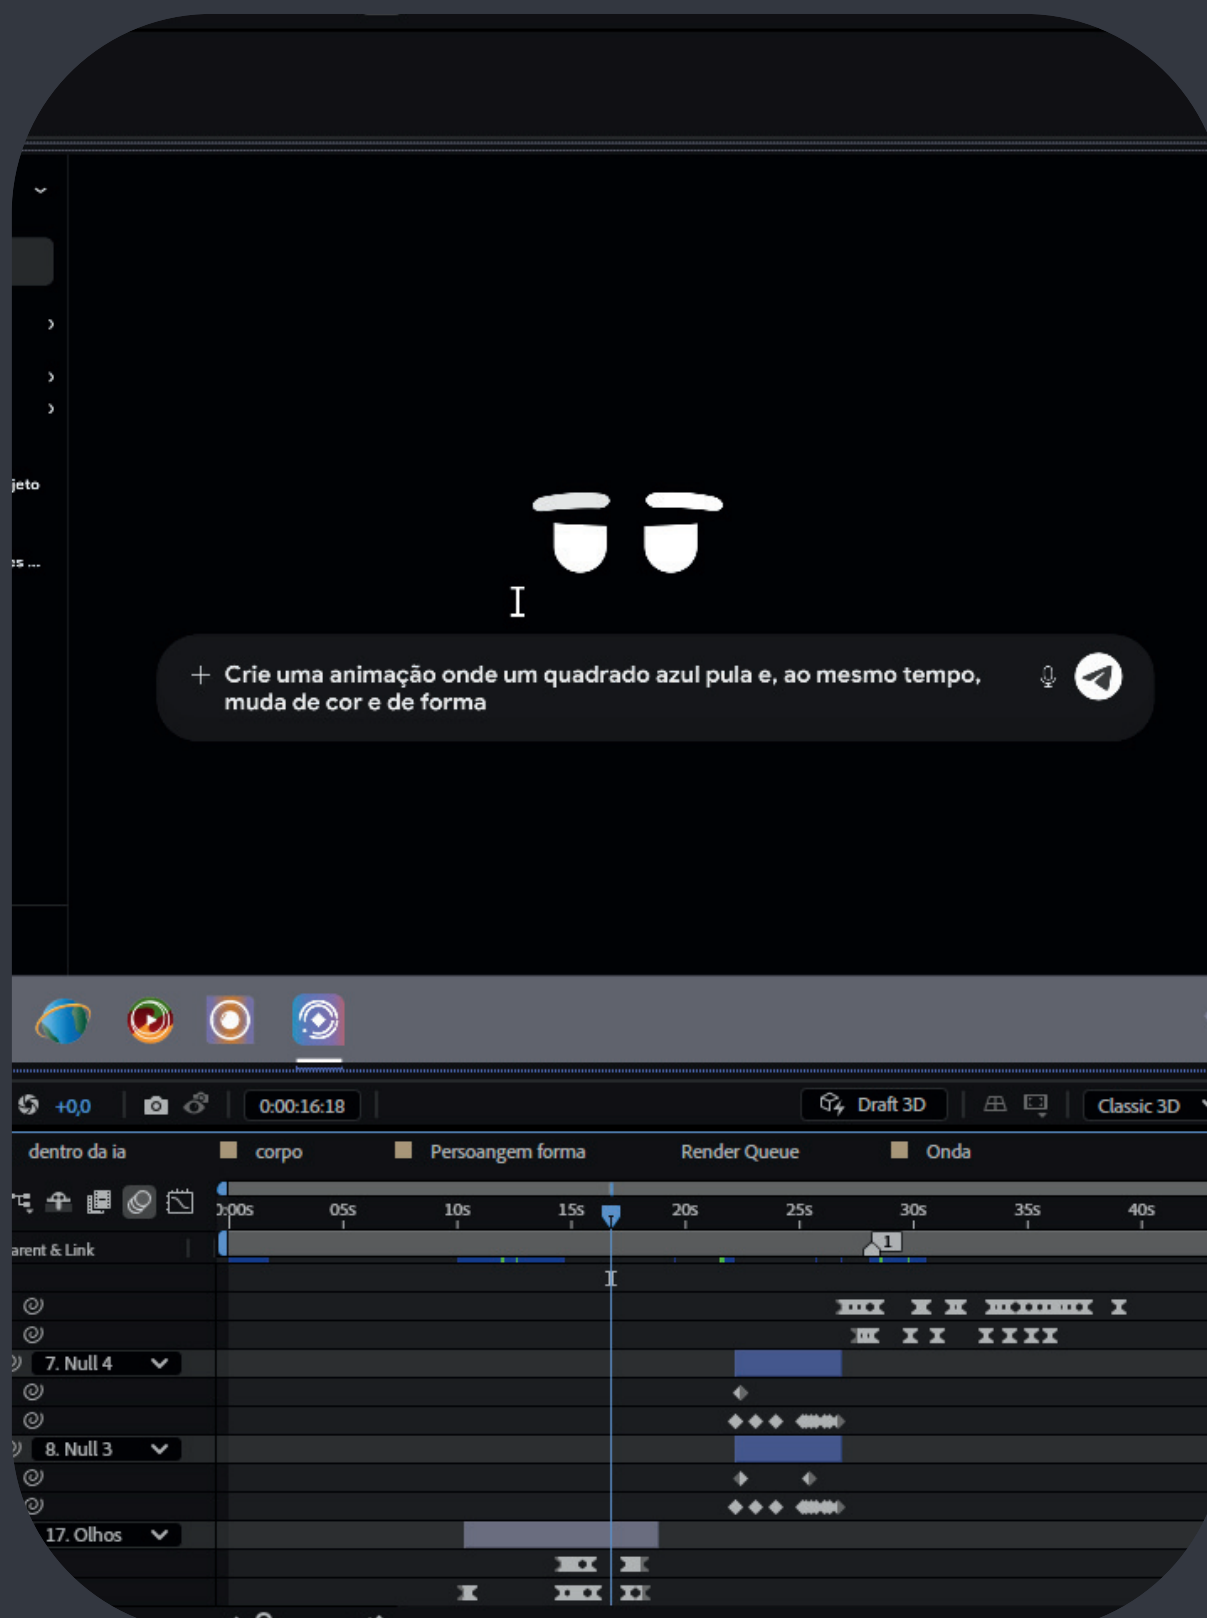 jeto
es ...
Crie uma animação onde um quadrado azul pula e, ao mesmo tempo,
muda de cor e de forma
+0,0
0:00:16:18
Draft 3D
Classic 3D
dentro da ia
corpo
Persoangem forma
Render Queue
Onda
0:00s
05s
10s
15s
20s
25s
30s
35s
40s
arent & Link
1
7. Null 4
8. Null 3
17. Olhos